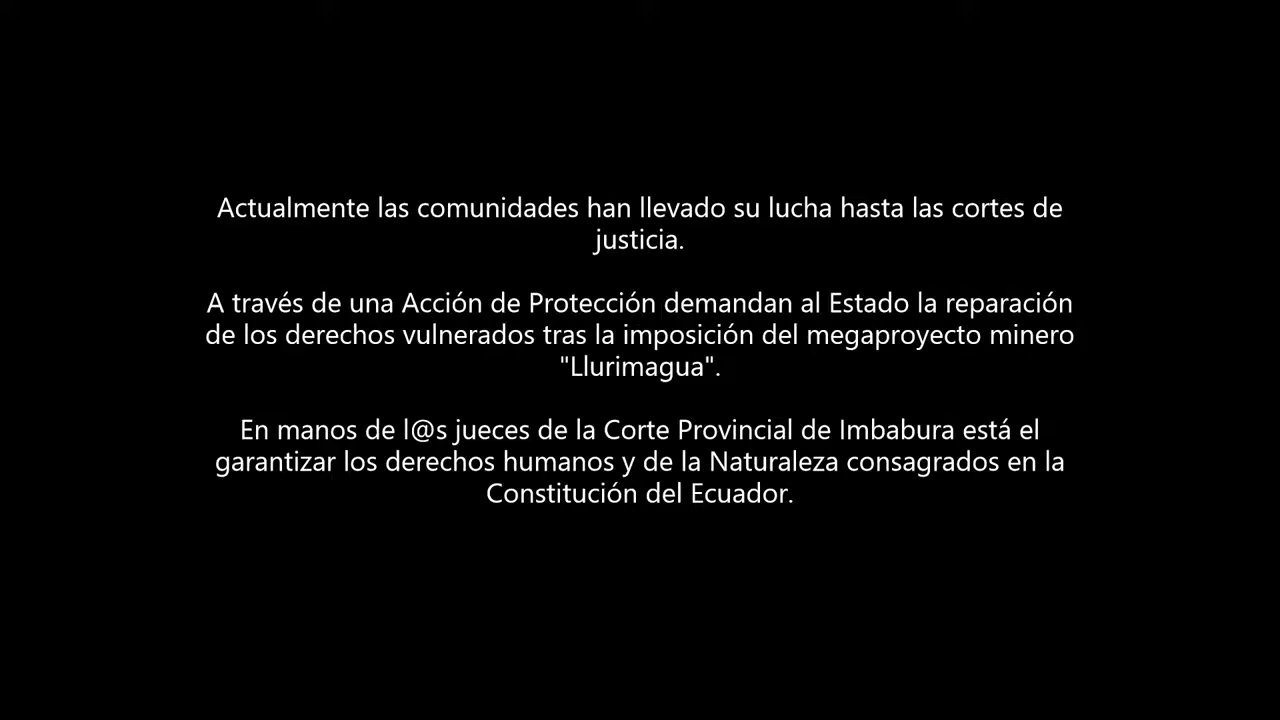 Actualmente las comunidades han llevado su lucha hasta las cortes de
justicia.
A través de una Acción de Protección demandan al Estado la reparación
de los derechos vulnerados tras la imposición del megaproyecto minero
"Llurimagua".
En manos de l@s jueces de la Corte Provincial de Imbabura está el
garantizar los derechos humanos y de la Naturaleza consagrados en la
Constitución del Ecuador.